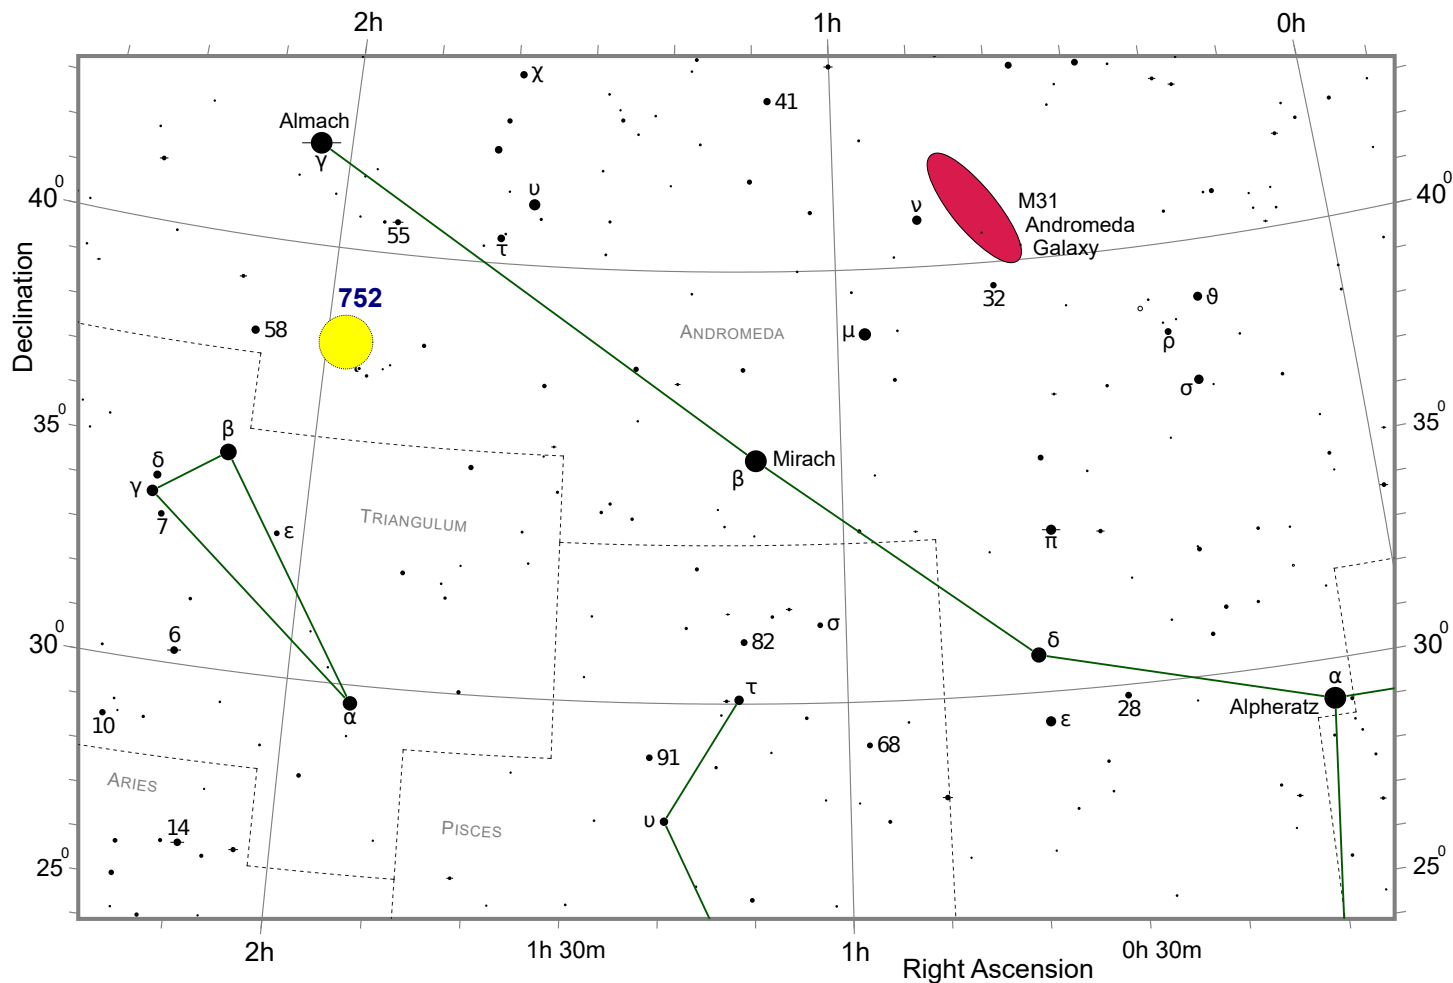 2h 1h 0h
χ
41
Almach
γ
40⁰ 40⁰
υ
ν
M31
Andromeda
Galaxy
55
τ
32
ϑ
752
58
ANDROMEDA
μ
ρ
σ
Declination
35⁰ 35⁰
β
Mirach
β
δ
γ
7
ε
TRIANGULUM
π
σ
6
82
δ
30⁰ 30⁰
τ
α
α
Alpheratz
10
28
ε
68
91
ARIES
υ
14
PISCES
25⁰ 25⁰
2h 1h 30m 1h 0h 30m
Right Ascension